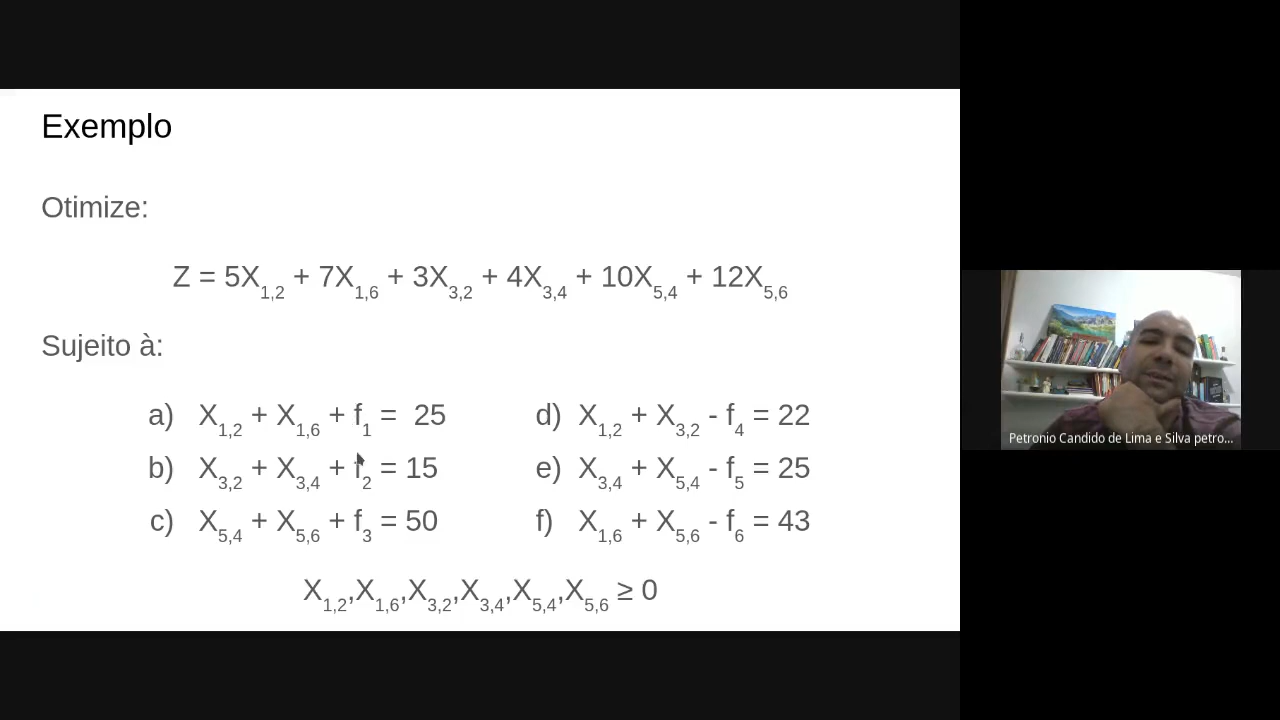 Exemplo
Otimize:
Z = 5X1,2 + 7X1,6 + 3X3,2 + 4X3,4 + 10X5,4 + 12X5,6
Sujeito à:
a) X1,2 + X1,6 + f1 = 25
b) X3,2 + X3,4 + f2 = 15
c) X5,4 + X5,6 + f3 = 50
d) X1,2 + X3,2 - f4 = 22
e) X3,4 + X5,4 - f5 = 25
f) X1,6 + X5,6 - f6 = 43
X1,2,X1,6,X3,2,X3,4,X5,4,X5,6 ≥ 0
Petronio Candido de Lima e Silva petro...